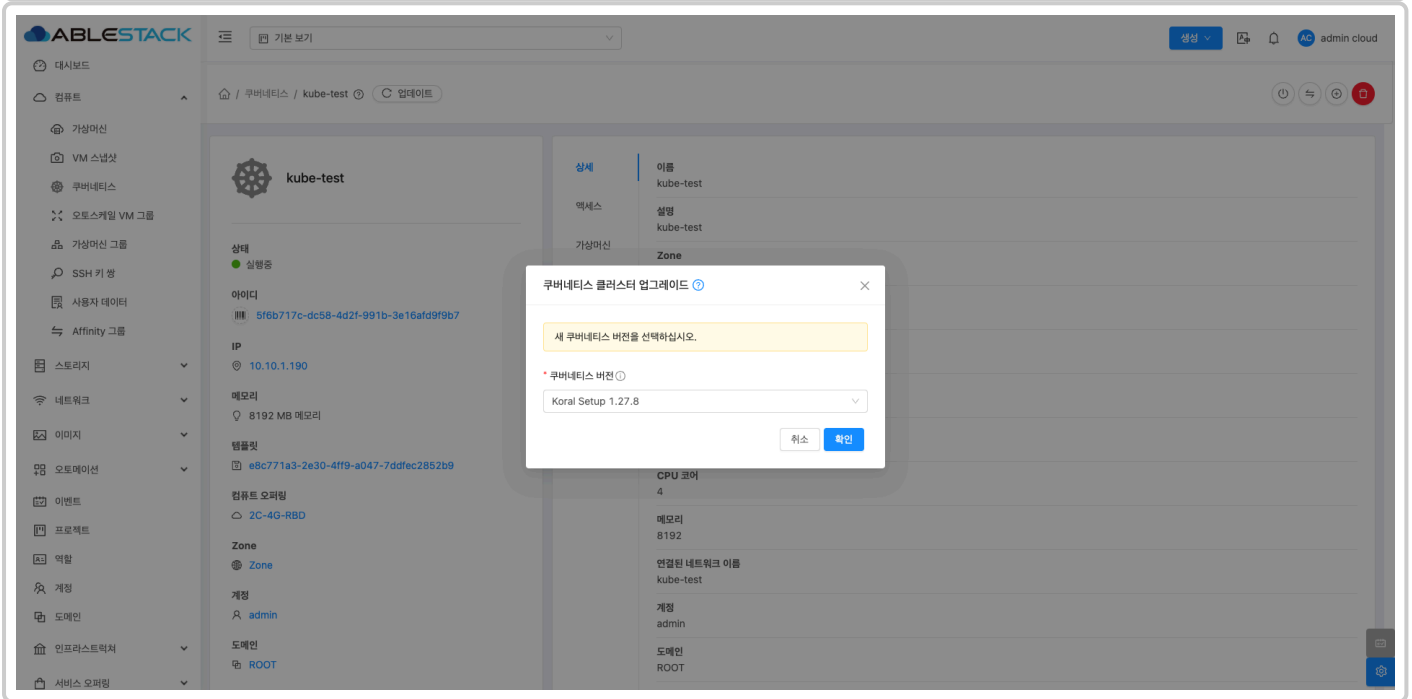 ABLESTACK
기본 보기
생성
AC admin cloud
대시보드
컴퓨트
가상머신
VM 스냅샷
쿠버네티스
오토스케일 VM 그룹
가상머신 그룹
SSH 키 쌍
사용자 데이터
Affinity 그룹
스토리지
네트워크
이미지
오토메이션
이벤트
프로젝트
역할
계정
도메인
인프라스트럭쳐
서비스 오퍼링
/ 쿠버네티스 / kube-test 업데이트
kube-test
상태
실행중
아이디
5f6b717c-dc58-4d2f-991b-3e16afd9f9b7
IP
10.10.1.190
메모리
8192 MB 메모리
템플릿
e8c771a3-2e30-4ff9-a047-7ddfec2852b9
컴퓨트 오퍼링
2C-4G-RBD
Zone
Zone
계정
admin
도메인
ROOT
상세
액세스
가상머신
이름
kube-test
설명
kube-test
Zone
쿠버네티스 클러스터 업그레이드
새 쿠버네티스 버전을 선택하십시오.
* 쿠버네티스 버전
Koral Setup 1.27.8
취소
확인
CPU 코어
4
메모리
8192
연결된 네트워크 이름
kube-test
계정
admin
도메인
ROOT